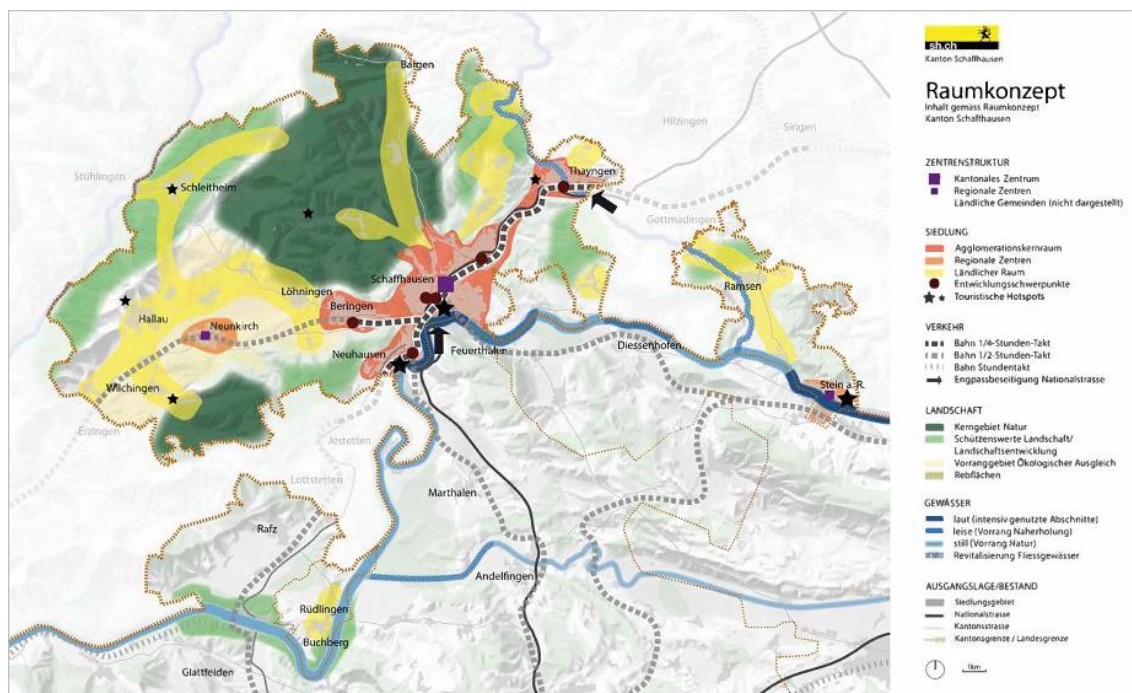 Bargen
Hilzingen
Singen
Thayngen
Stühlingen
Schleitheim
Gottmadingen
Schaffhausen
Ramsen
Löhningen
Beringen
Hallau
Neunkirch
Neuhausen
Feuerthalen
Diessenhofen
Wilchingen
Stein a. R.
Erzingen
Jestetten
Lottstetten
Marthalen
Rafz
Andelfingen
Rüdlingen
Buchberg
Glattfelden
sh.ch
Kanton Schaffhausen
Raumkonzept
Inhalt gemäss Raumkonzept
Kanton Schaffhausen
ZENTRENSTRUKTUR
Kantonales Zentrum
Regionale Zentren
Ländliche Gemeinden (nicht dargestellt)
SIEDLUNG
Agglomerationskernraum
Regionale Zentren
Ländlicher Raum
Entwicklungsschwerpunkte
Touristische Hotspots
VERKEHR
Bahn 1/4-Stunden-Takt
Bahn 1/2-Stunden-Takt
Bahn Stundentakt
Engpassbeseitigung Nationalstrasse
LANDSCHAFT
Kerngebiet Natur
Schützenswerte Landschaft/
Landschaftsentwicklung
Vorranggebiet Ökologischer Ausgleich
Rebflächen
GEWÄSSER
laut (intensiv genutzte Abschnitte)
leise (Vorrang Naherholung)
still (Vorrang Natur)
Revitalisierung Fliessgewässer
AUSGANGSLAGE/BESTAND
Siedlungsgebiet
Nationalstrasse
Kantonsstrasse
Kantonsgrenze / Landesgrenze
1km